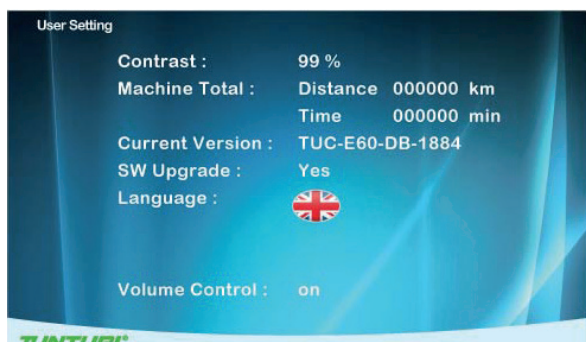 User Setting
Contrast : 99 %
Machine Total : Distance 000000 km
Time 000000 min
Current Version : TUC-E60-DB-1884
SW Upgrade : Yes
Language :
Volume Control : on
TUNTURI®